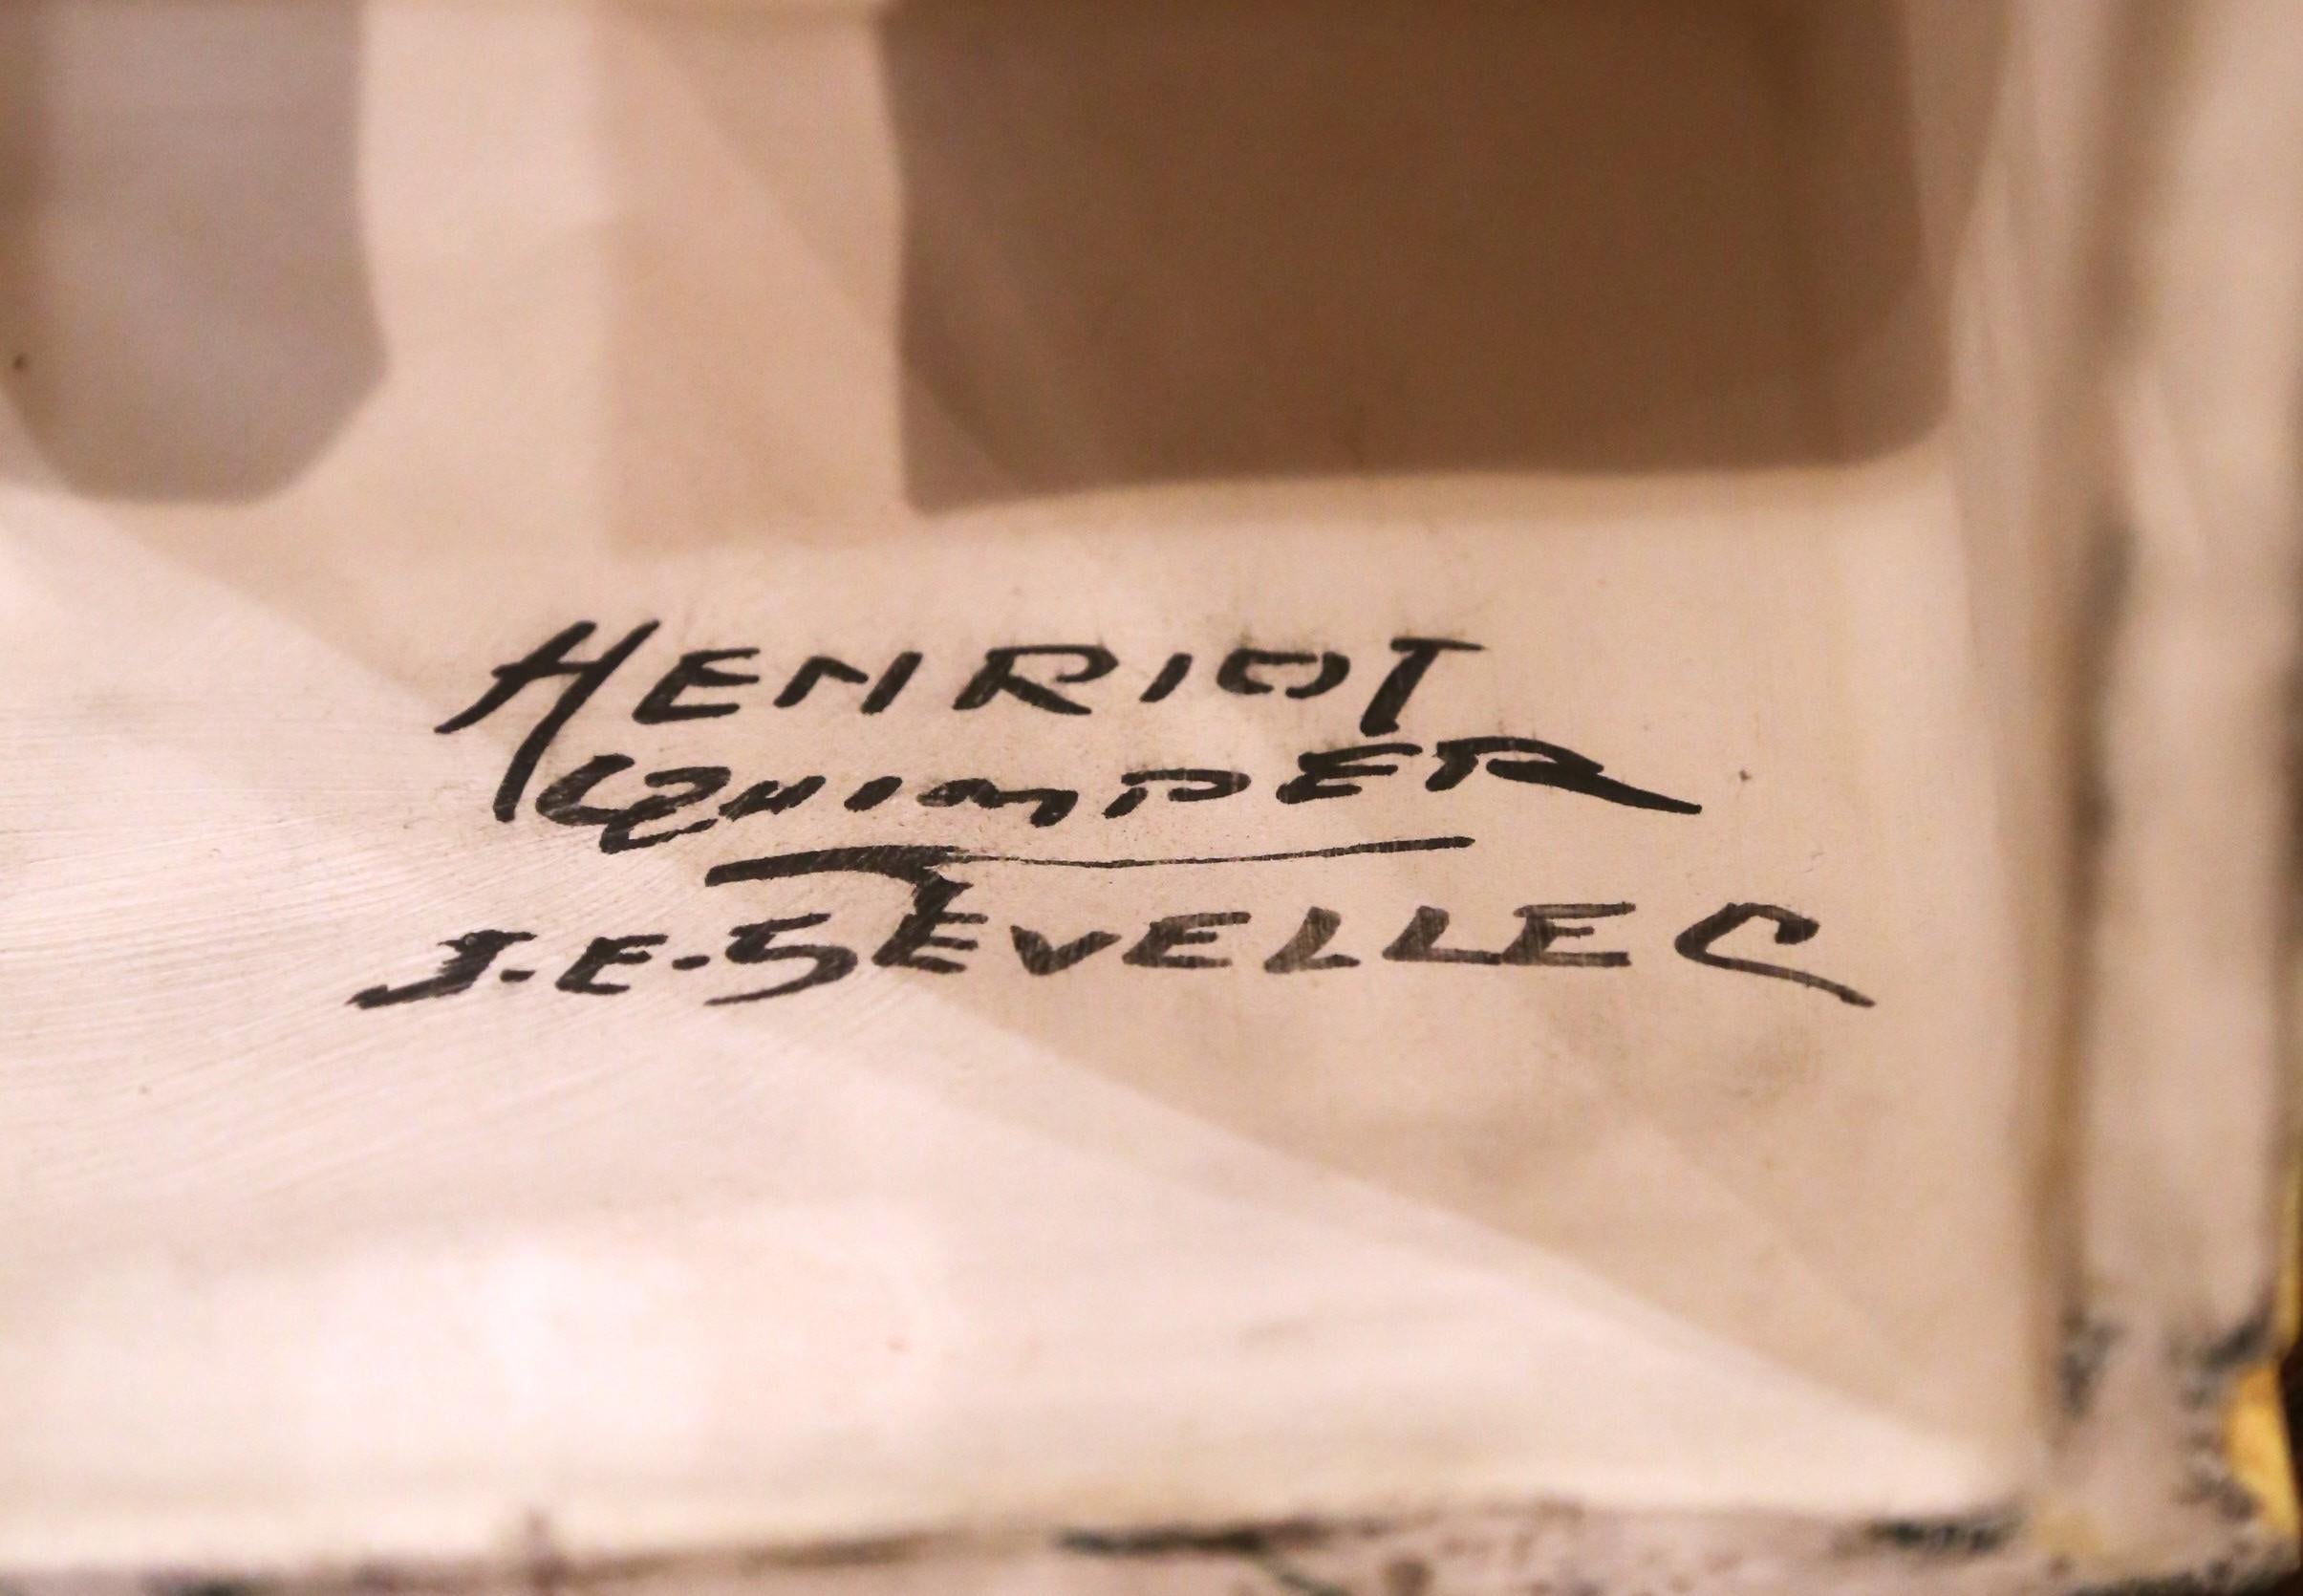 HENRIOT
QUIMPER
J.E. SEVELLEC